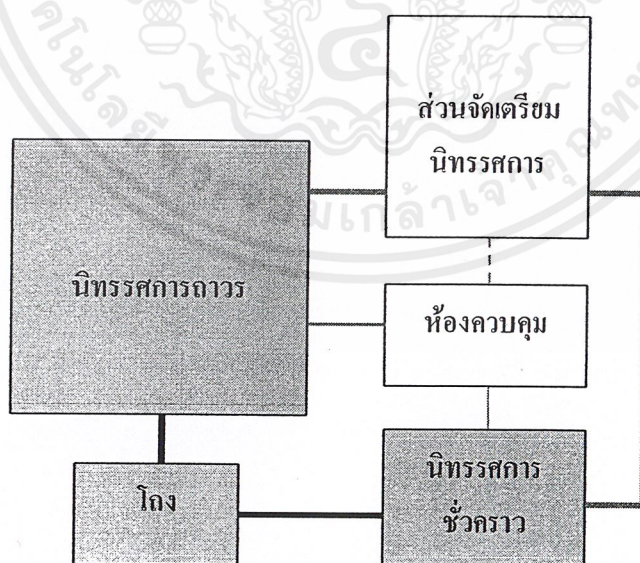 ส่วนจัดเตรียม
นิทรรศการ
นิทรรศการถาวร
ห้องควบคุม
นิทรรศการ
ชั่วคราว
โถง